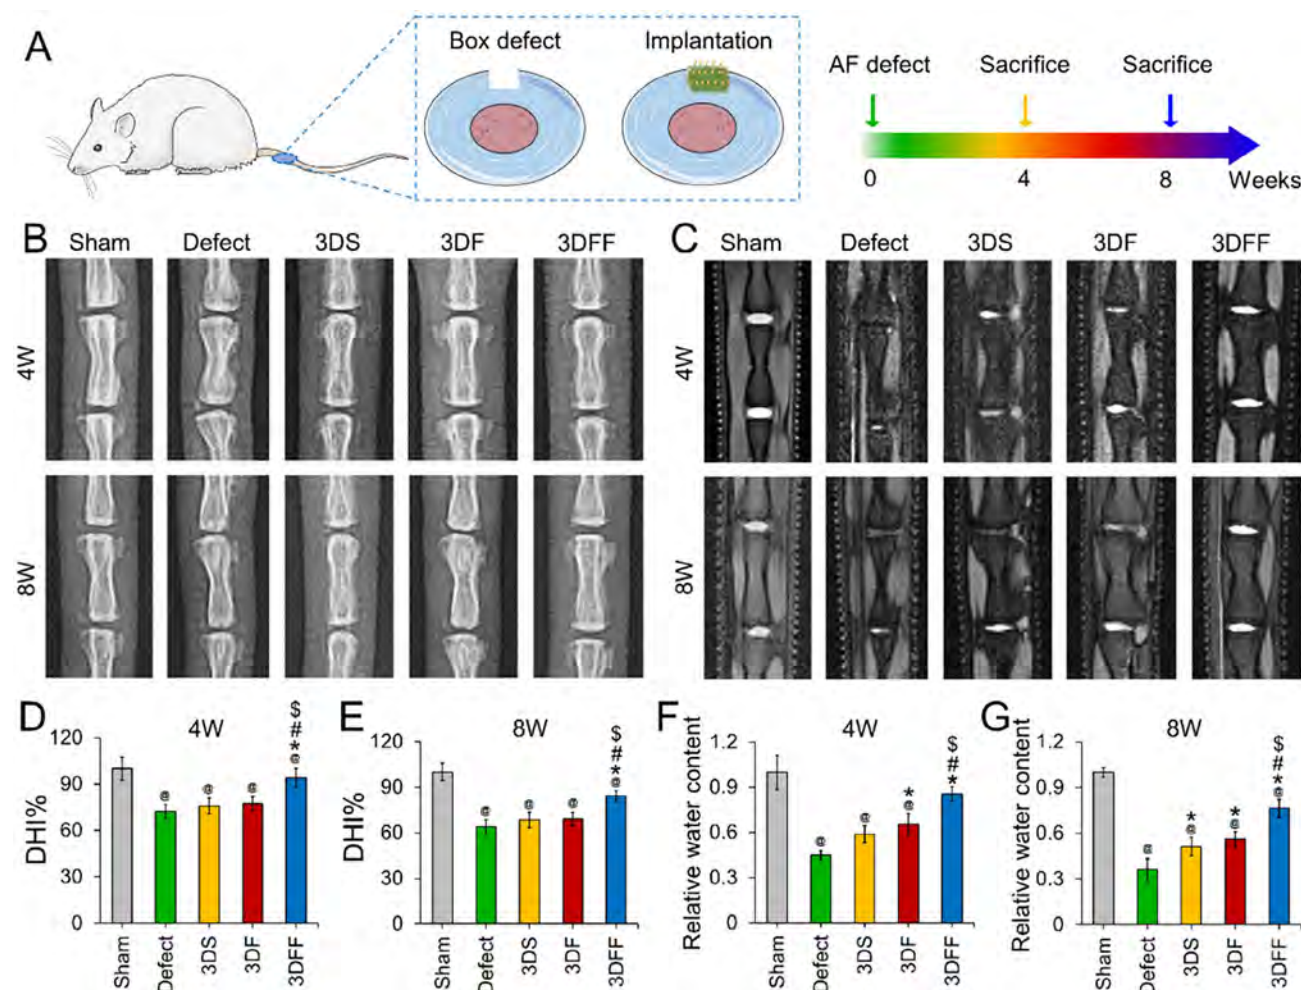 A
Box defect
Implantation
AF defect
Sacrifice
Sacrifice
0
4
8
Weeks
B
Sham
Defect
3DS
3DF
3DFF
4W
8W
C
Sham
Defect
3DS
3DF
3DFF
4W
8W
D
4W
DHI%
120
90
60
30
0
@
@
@
$
#
*
@
Sham
Defect
3DS
3DF
3DFF
E
8W
DHI%
120
90
60
30
0
@
@
@
$
#
*
@
Sham
Defect
3DS
3DF
3DFF
F
4W
Relative water content
1.2
0.9
0.6
0.3
0
@
@
*
@
$
#
*
Sham
Defect
3DS
3DF
3DFF
G
8W
Relative water content
1.2
0.9
0.6
0.3
0
@
*
@
*
@
$
#
*
@
Sham
Defect
3DS
3DF
3DFF